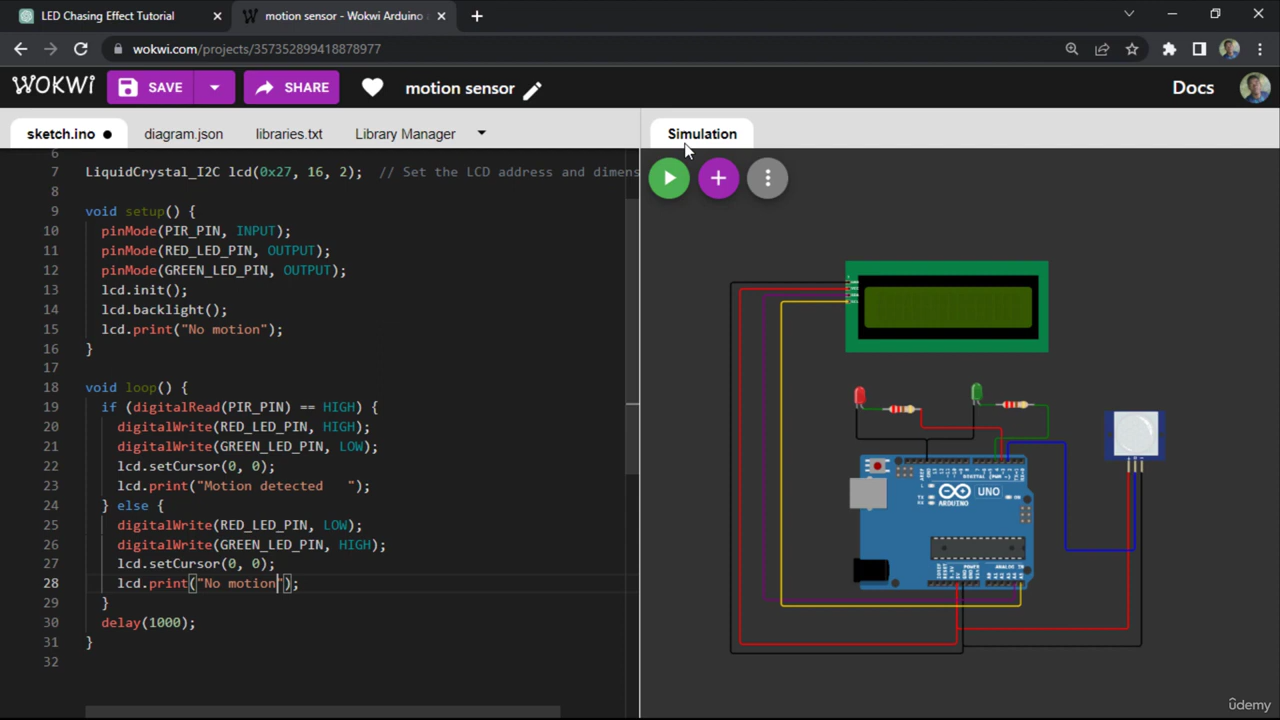 LED Chasing Effect Tutorial
motion sensor - Wokwi Arduino a
wokwi.com/projects/357352899418878977
WOKWI
SAVE
SHARE
motion sensor
Docs
sketch.ino
diagram.json
libraries.txt
Library Manager
Simulation
6
7 LiquidCrystal_I2C lcd(0x27, 16, 2);  // Set the LCD address and dimens
8
9 void setup() {
10   pinMode(PIR_PIN, INPUT);
11   pinMode(RED_LED_PIN, OUTPUT);
12   pinMode(GREEN_LED_PIN, OUTPUT);
13   lcd.init();
14   lcd.backlight();
15   lcd.print("No motion");
16 }
17
18 void loop() {
19   if (digitalRead(PIR_PIN) == HIGH) {
20     digitalWrite(RED_LED_PIN, HIGH);
21     digitalWrite(GREEN_LED_PIN, LOW);
22     lcd.setCursor(0, 0);
23     lcd.print("Motion detected   ");
24   } else {
25     digitalWrite(RED_LED_PIN, LOW);
26     digitalWrite(GREEN_LED_PIN, HIGH);
27     lcd.setCursor(0, 0);
28     lcd.print("No motion");
29   }
30   delay(1000);
31 }
32
DIGITAL (PWM ~)
UNO
ARDUINO
POWER
ANALOG IN
ûdemy